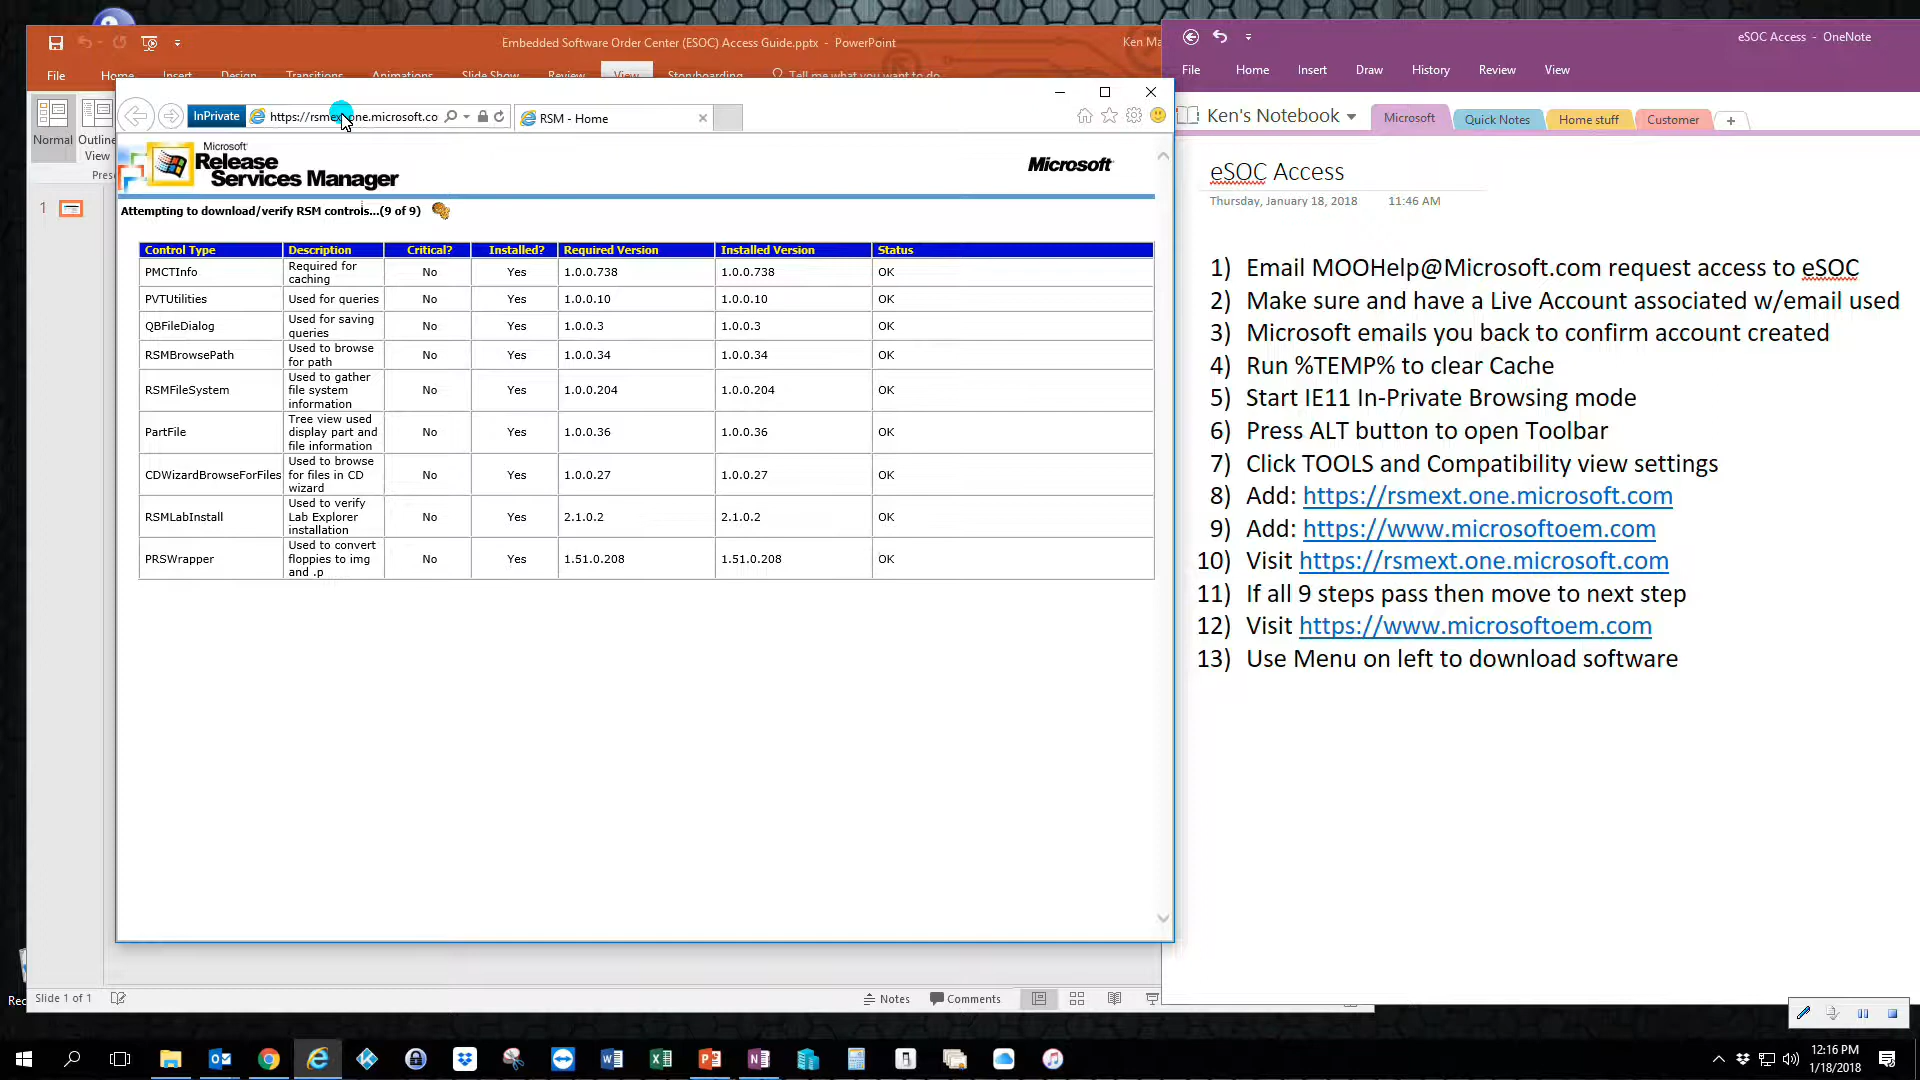 Embedded Software Order Center (ESOC) Access Guide.pptx - PowerPoint
Ken Ma
File Home Insert Design Transitions Animations Slide Show Review View Storyboarding Tell me what you want to do
Normal
Outline
View
Pres
1
InPrivate
https://rsmext.one.microsoft.co
RSM - Home
Microsoft
Release
Services Manager
Microsoft
Attempting to download/verify RSM controls...(9 of 9)
Control Type Description Critical? Installed? Required Version Installed Version Status
PMCTInfo Required for caching No Yes 1.0.0.738 1.0.0.738 OK
PVTUtilities Used for queries No Yes 1.0.0.10 1.0.0.10 OK
QBFileDialog Used for saving queries No Yes 1.0.0.3 1.0.0.3 OK
RSMBrowsePath Used to browse for path No Yes 1.0.0.34 1.0.0.34 OK
RSMFileSystem Used to gather file system information No Yes 1.0.0.204 1.0.0.204 OK
PartFile Tree view used display part and file information No Yes 1.0.0.36 1.0.0.36 OK
CDWizardBrowseForFiles Used to browse for files in CD wizard No Yes 1.0.0.27 1.0.0.27 OK
RSMLabInstall Used to verify Lab Explorer installation No Yes 2.1.0.2 2.1.0.2 OK
PRSWrapper Used to convert floppies to img and .p No Yes 1.51.0.208 1.51.0.208 OK
Slide 1 of 1
Notes
Comments
eSOC Access - OneNote
File Home Insert Draw History Review View
Ken's Notebook
Microsoft
Quick Notes
Home stuff
Customer
+
eSOC Access
Thursday, January 18, 2018 11:46 AM
1) Email MOOHelp@Microsoft.com request access to eSOC
2) Make sure and have a Live Account associated w/email used
3) Microsoft emails you back to confirm account created
4) Run %TEMP% to clear Cache
5) Start IE11 In-Private Browsing mode
6) Press ALT button to open Toolbar
7) Click TOOLS and Compatibility view settings
8) Add: https://rsmext.one.microsoft.com
9) Add: https://www.microsoftoem.com
10) Visit https://rsmext.one.microsoft.com
11) If all 9 steps pass then move to next step
12) Visit https://www.microsoftoem.com
13) Use Menu on left to download software
Rec
12:16 PM
1/18/2018